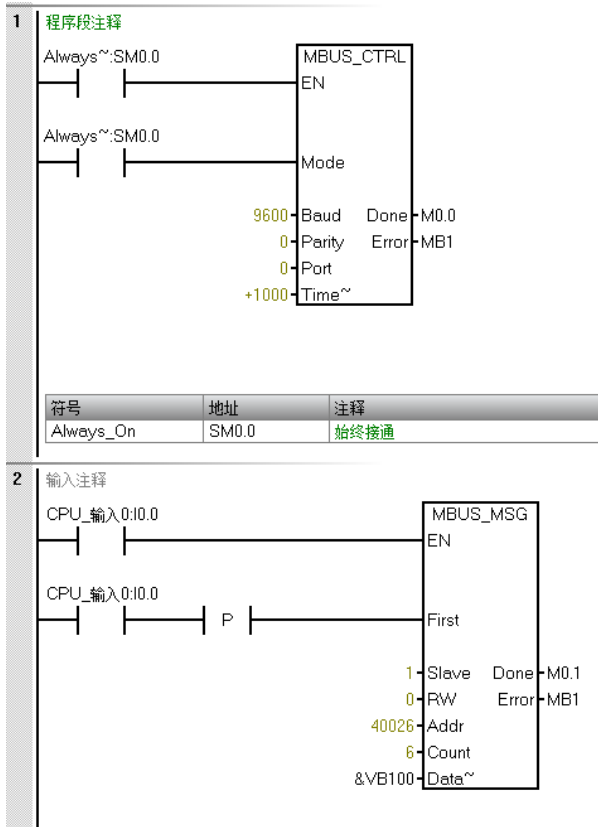 1 程序段注释
Always~:SM0.0
MBUS_CTRL
EN
Always~:SM0.0
Mode
9600 Baud Done M0.0
0 Parity Error MB1
0 Port
+1000 Time~
符号 地址 注释
Always_On SM0.0 始终接通
2 输入注释
CPU_输入0:I0.0
MBUS_MSG
EN
CPU_输入0:I0.0
P
First
1 Slave Done M0.1
0 RW Error MB1
40026 Addr
6 Count
&VB100 Data~